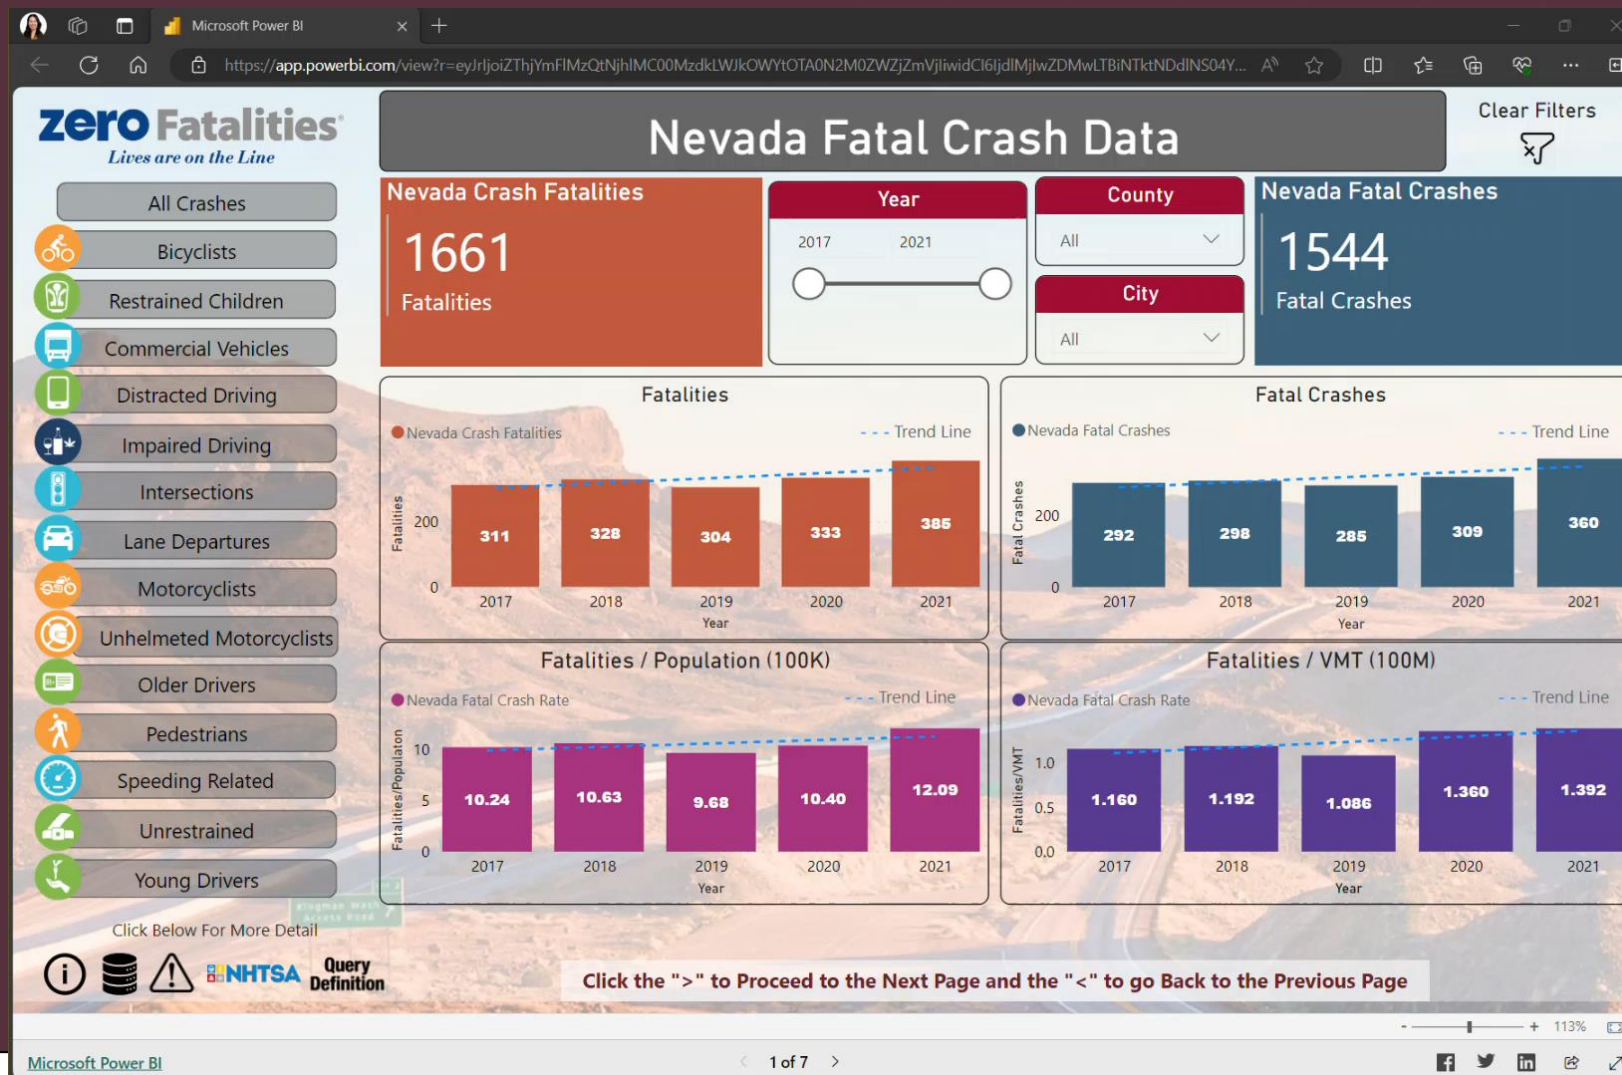 Microsoft Power BI
https://app.powerbi.com/view?r=eyJrIjoiZThjYmFlMzQtNjhlMC00MzdkLWJkOWYtOTA0N2M0ZWZjZmVjIiwidCI6IjdlMjIwZDMwLTBiNTktNDdlNS04Y...
zero Fatalities
Lives are on the Line
Nevada Fatal Crash Data
Clear Filters
All Crashes
Bicyclists
Restrained Children
Commercial Vehicles
Distracted Driving
Impaired Driving
Intersections
Lane Departures
Motorcyclists
Unhelmeted Motorcyclists
Older Drivers
Pedestrians
Speeding Related
Unrestrained
Young Drivers
Click Below For More Detail
NHTSA
Query
Definition
Nevada Crash Fatalities
1661
Fatalities
Year
2017 2021
County
All
City
All
Nevada Fatal Crashes
1544
Fatal Crashes
Fatalities
Nevada Crash Fatalities Trend Line
Fatalities
200
0
311 328 304 333 385
2017 2018 2019 2020 2021
Year
Fatal Crashes
Nevada Fatal Crashes Trend Line
Fatal Crashes
200
0
292 298 285 309 360
2017 2018 2019 2020 2021
Year
Fatalities / Population (100K)
Nevada Fatal Crash Rate Trend Line
Fatalities/Populaton
10
5
0
10.24 10.63 9.68 10.40 12.09
2017 2018 2019 2020 2021
Year
Fatalities / VMT (100M)
Nevada Fatal Crash Rate Trend Line
Fatalities/VMT
1.0
0.5
0.0
1.160 1.192 1.086 1.360 1.392
2017 2018 2019 2020 2021
Year
Kingman Wash
Access Road
Click the ">" to Proceed to the Next Page and the "<" to go Back to the Previous Page
- + 113%
Microsoft Power BI
< 1 of 7 >